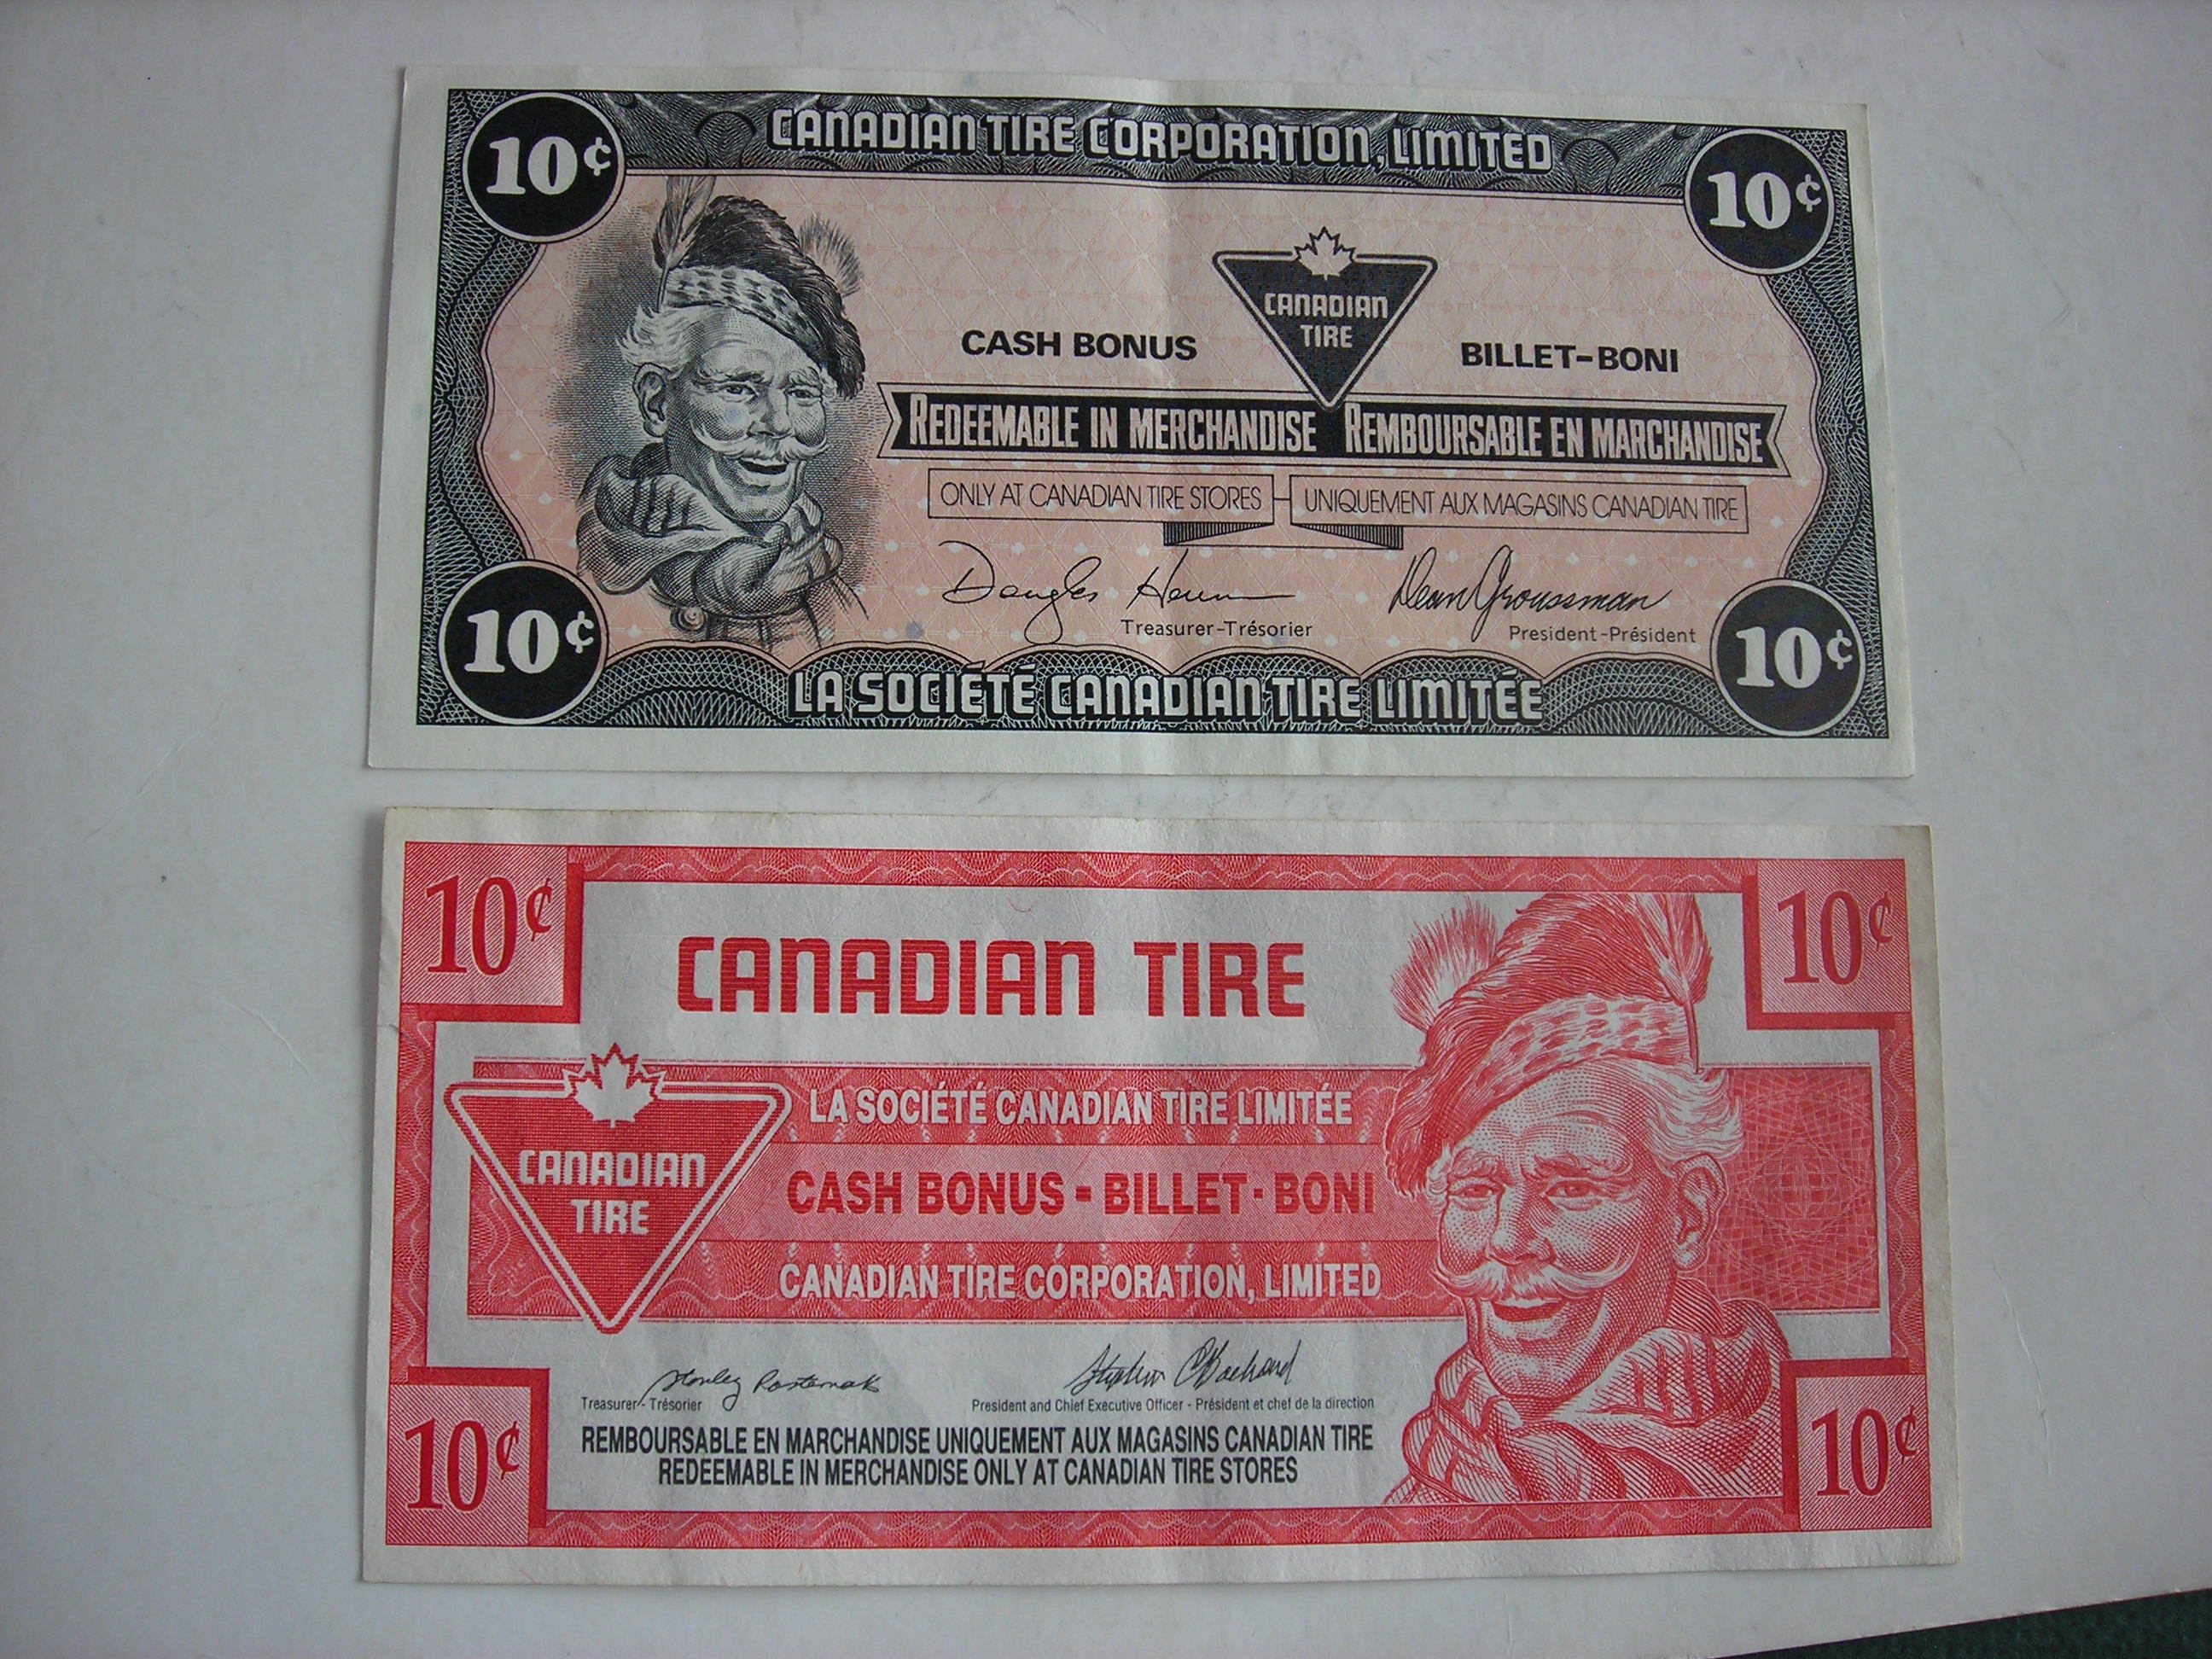 10¢
CANADIAN TIRE CORPORATION, LIMITED
10¢
CANADIAN
TIRE
CASH BONUS
BILLET-BONI
REDEEMABLE IN MERCHANDISE REMBOURSABLE EN MARCHANDISE
ONLY AT CANADIAN TIRE STORES
UNIQUEMENT AUX MAGASINS CANADIAN TIRE
Dean Groussman
Treasurer-Trésorier
President-Président
10¢
LA SOCIÉTÉ CANADIAN TIRE LIMITÉE
10¢
10¢
CANADIAN TIRE
10¢
CANADIAN
TIRE
LA SOCIÉTÉ CANADIAN TIRE LIMITÉE
CASH BONUS - BILLET - BONI
CANADIAN TIRE CORPORATION, LIMITED
Stanley Pasternak
Treasurer - Trésorier
President and Chief Executive Officer - Président et chef de la direction
REMBOURSABLE EN MARCHANDISE UNIQUEMENT AUX MAGASINS CANADIAN TIRE
REDEEMABLE IN MERCHANDISE ONLY AT CANADIAN TIRE STORES
10¢
10¢